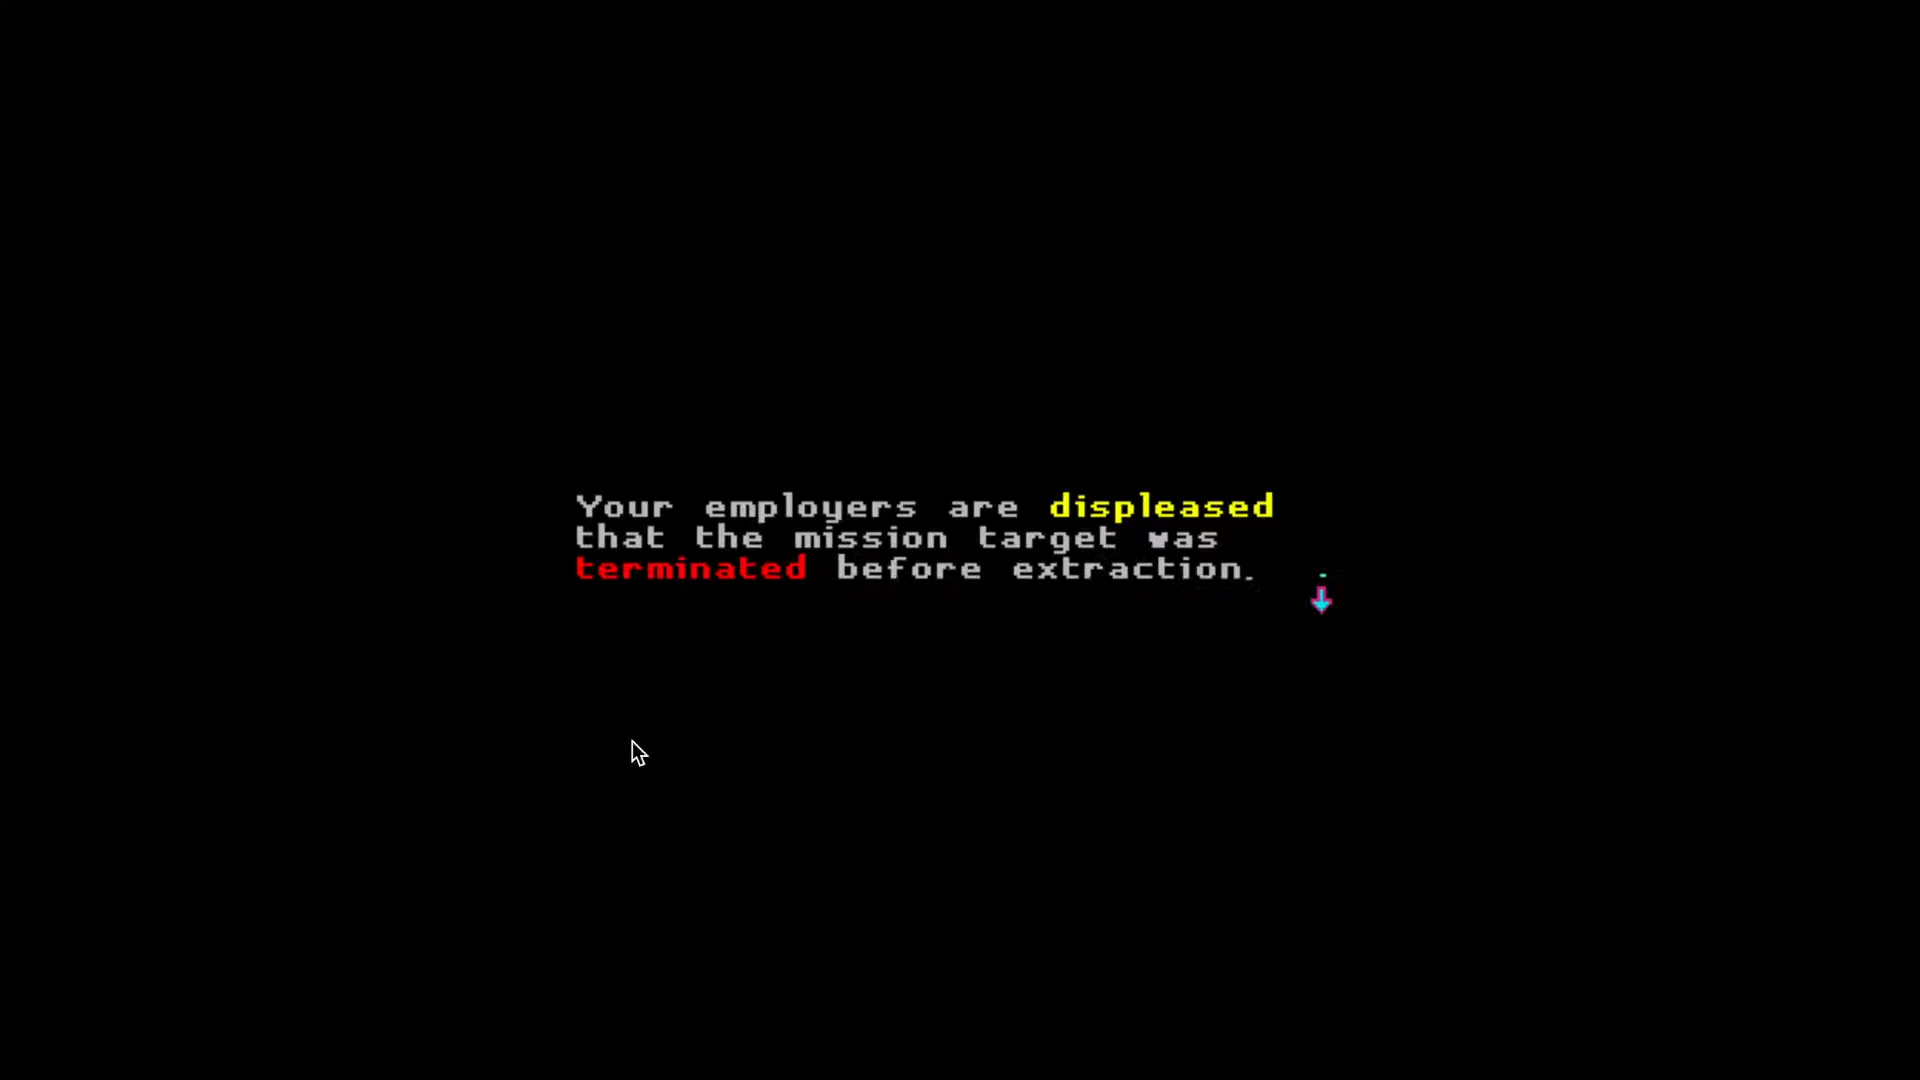 Your employers are displeased
that the mission target was
terminated before extraction.